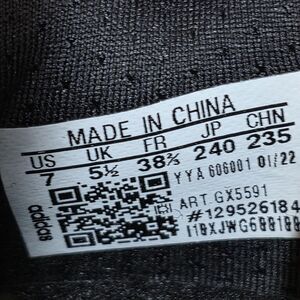 MADE IN CHINA
US UK FR JP CHN
7 5½ 38⅔ 240 235
YYA 606001 01/22
adidas
ART. GX5591
#129526184